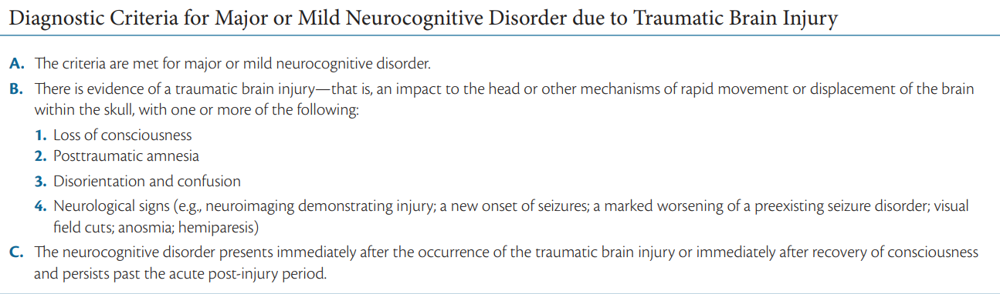 Diagnostic Criteria for Major or Mild Neurocognitive Disorder due to Traumatic Brain Injury
A. The criteria are met for major or mild neurocognitive disorder.
B. There is evidence of a traumatic brain injury—that is, an impact to the head or other mechanisms of rapid movement or displacement of the brain
within the skull, with one or more of the following:
1. Loss of consciousness
2. Posttraumatic amnesia
3. Disorientation and confusion
4. Neurological signs (e.g., neuroimaging demonstrating injury; a new onset of seizures; a marked worsening of a preexisting seizure disorder; visual
field cuts; anosmia; hemiparesis)
C. The neurocognitive disorder presents immediately after the occurrence of the traumatic brain injury or immediately after recovery of consciousness
and persists past the acute post-injury period.